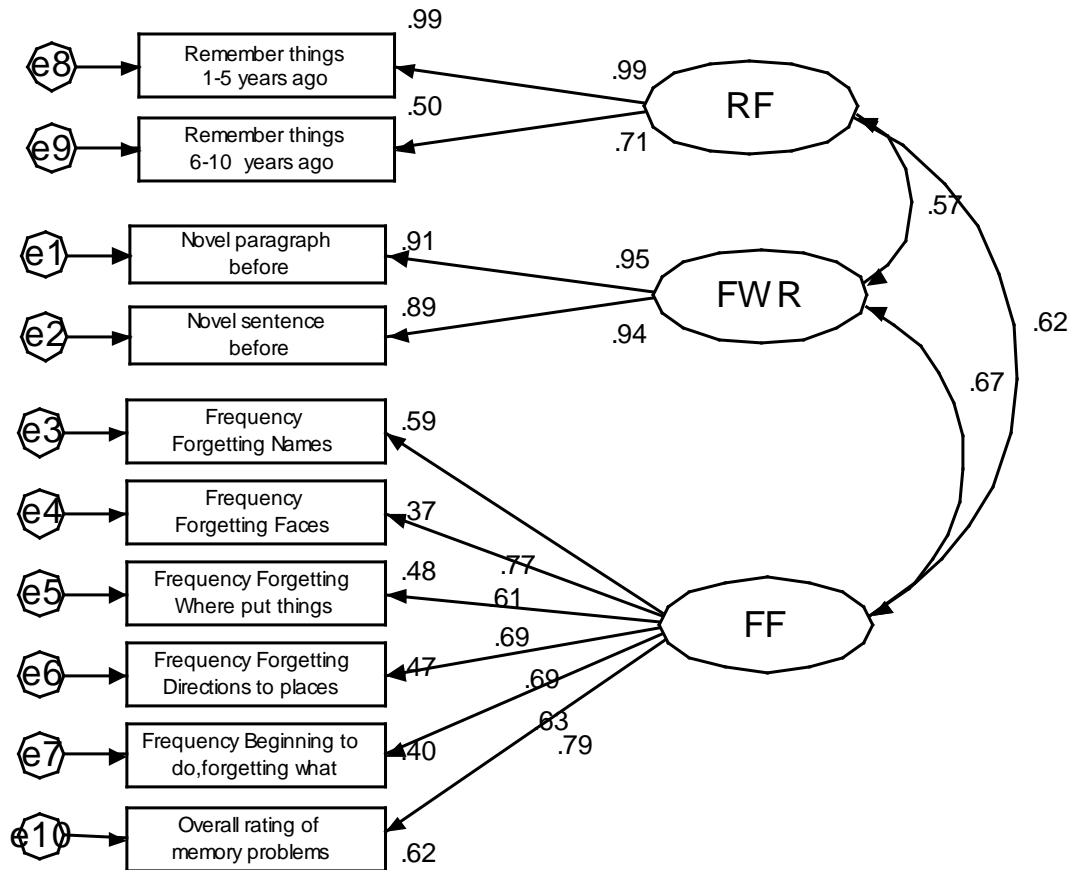 .99
e8
Remember things
1-5 years ago
.99
RF
.50
e9
Remember things
6-10 years ago
.71
.57
e1
Novel paragraph
before
.91
.95
FWR
e2
Novel sentence
before
.89
.94
.62
.67
e3
Frequency
Forgetting Names
.59
e4
Frequency
Forgetting Faces
.37
.77
e5
Frequency Forgetting
Where put things
.48
.61
FF
e6
Frequency Forgetting
Directions to places
.47
.69
.69
e7
Frequency Beginning to
do,forgetting what
.40
.63
.79
e10
Overall rating of
memory problems
.62